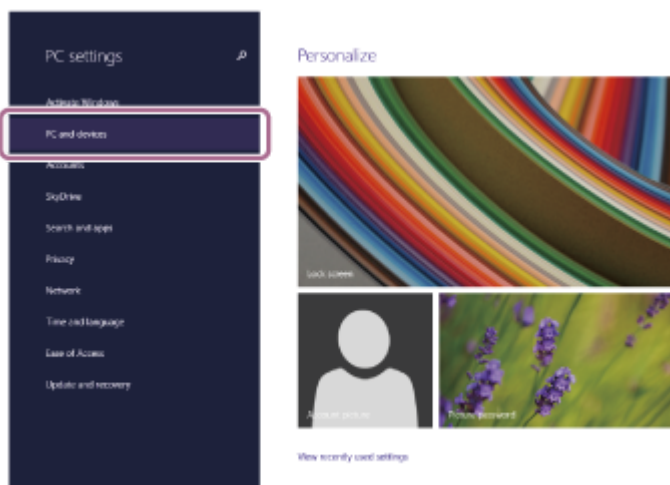 PC settings
Activate Windows
PC and devices
Accounts
SkyDrive
Search and apps
Privacy
Network
Time and language
Ease of Access
Update and recovery
Personalize
Lock screen
Account picture
Picture password
View recently used settings